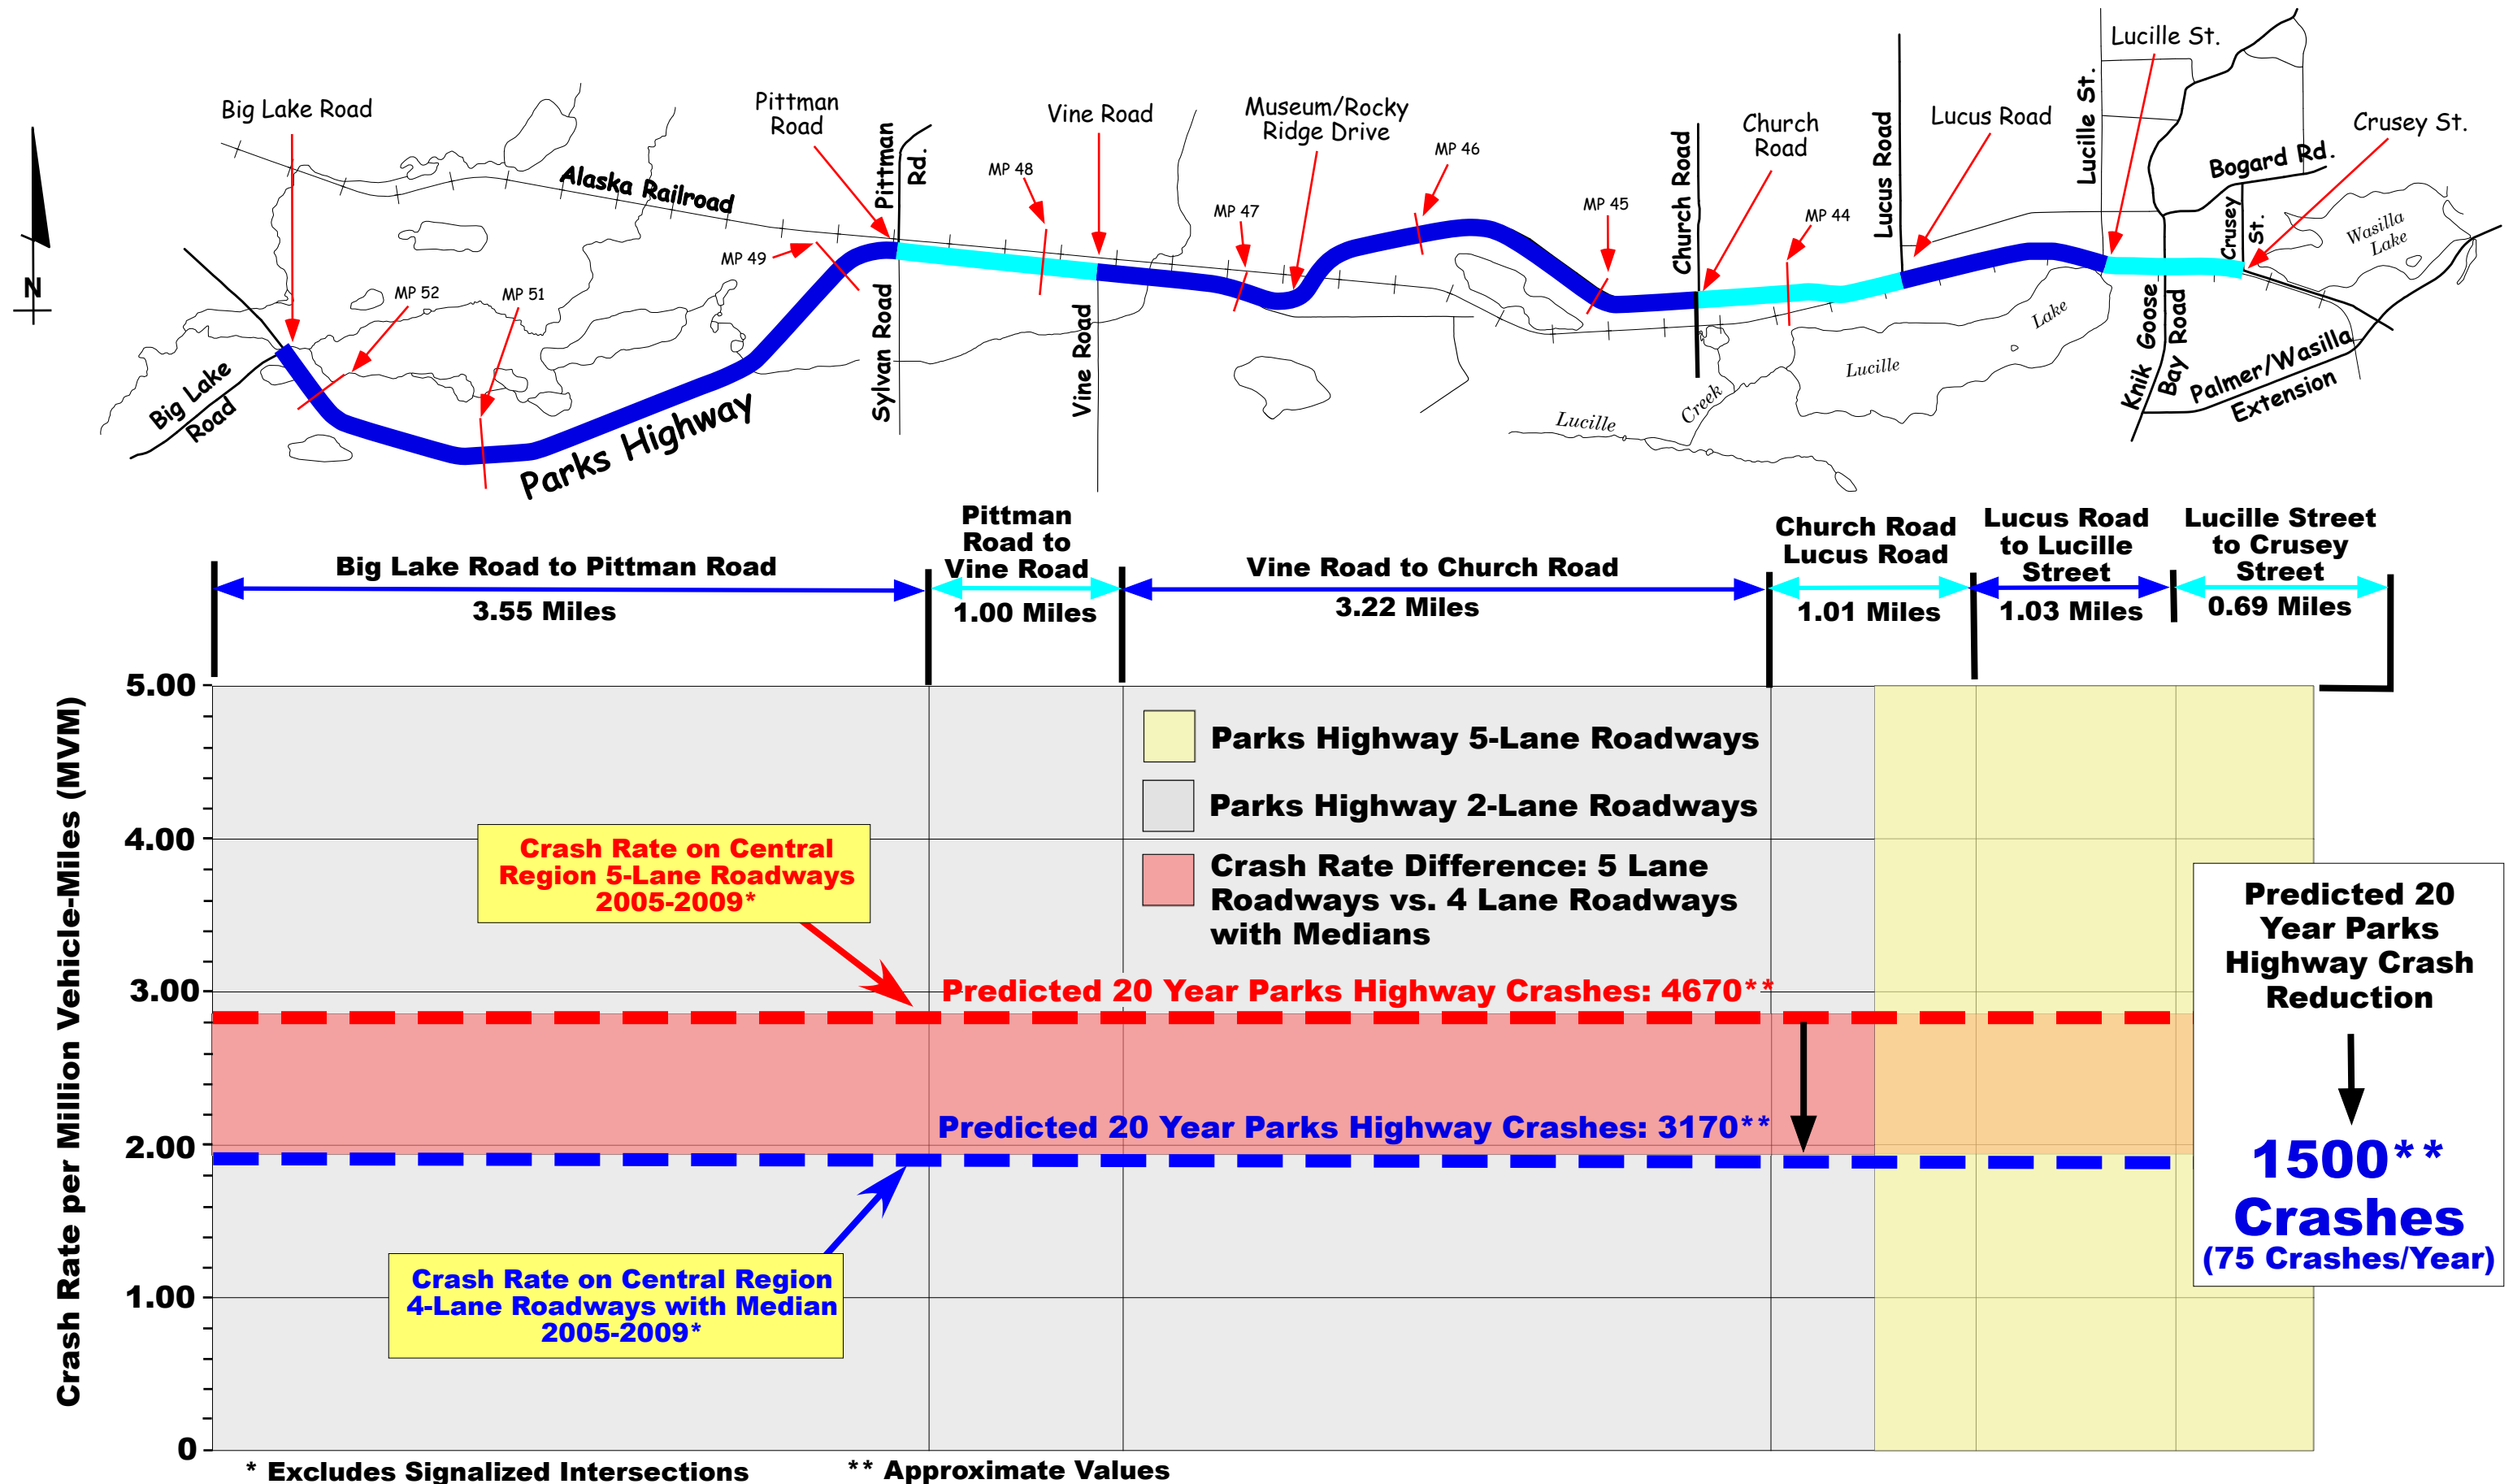 Lucille St.
Big Lake Road
Pittman
Road
Vine Road
Museum/Rocky
Ridge Drive
Church
Road
Lucus Road
Crusey St.
MP 48
MP 46
MP 47
MP 45
MP 44
MP 49
MP 52
MP 51
Alaska Railroad
Pittman
Rd.
Church Road
Lucus Road
Lucille St.
Bogard Rd.
Crusey
St.
Wasilla
Lake
N
Big Lake
Road
Parks Highway
Sylvan Road
Vine Road
Lucille
Creek
Lucille
Lake
Knik Goose
Bay Road
Palmer/Wasilla
Extension
Big Lake Road to Pittman Road
3.55 Miles
Pittman
Road to
Vine Road
1.00 Miles
Vine Road to Church Road
3.22 Miles
Church Road
Lucus Road
1.01 Miles
Lucus Road
to Lucille
Street
1.03 Miles
Lucille Street
to Crusey
Street
0.69 Miles
Crash Rate per Million Vehicle-Miles (MVM)
5.00
4.00
3.00
2.00
1.00
0
Parks Highway 5-Lane Roadways
Parks Highway 2-Lane Roadways
Crash Rate Difference: 5 Lane
Roadways vs. 4 Lane Roadways
with Medians
Crash Rate on Central
Region 5-Lane Roadways
2005-2009*
Predicted 20 Year Parks Highway Crashes: 4670**
Predicted 20 Year Parks Highway Crashes: 3170**
Crash Rate on Central Region
4-Lane Roadways with Median
2005-2009*
Predicted 20
Year Parks
Highway Crash
Reduction
1500**
Crashes
(75 Crashes/Year)
* Excludes Signalized Intersections
** Approximate Values